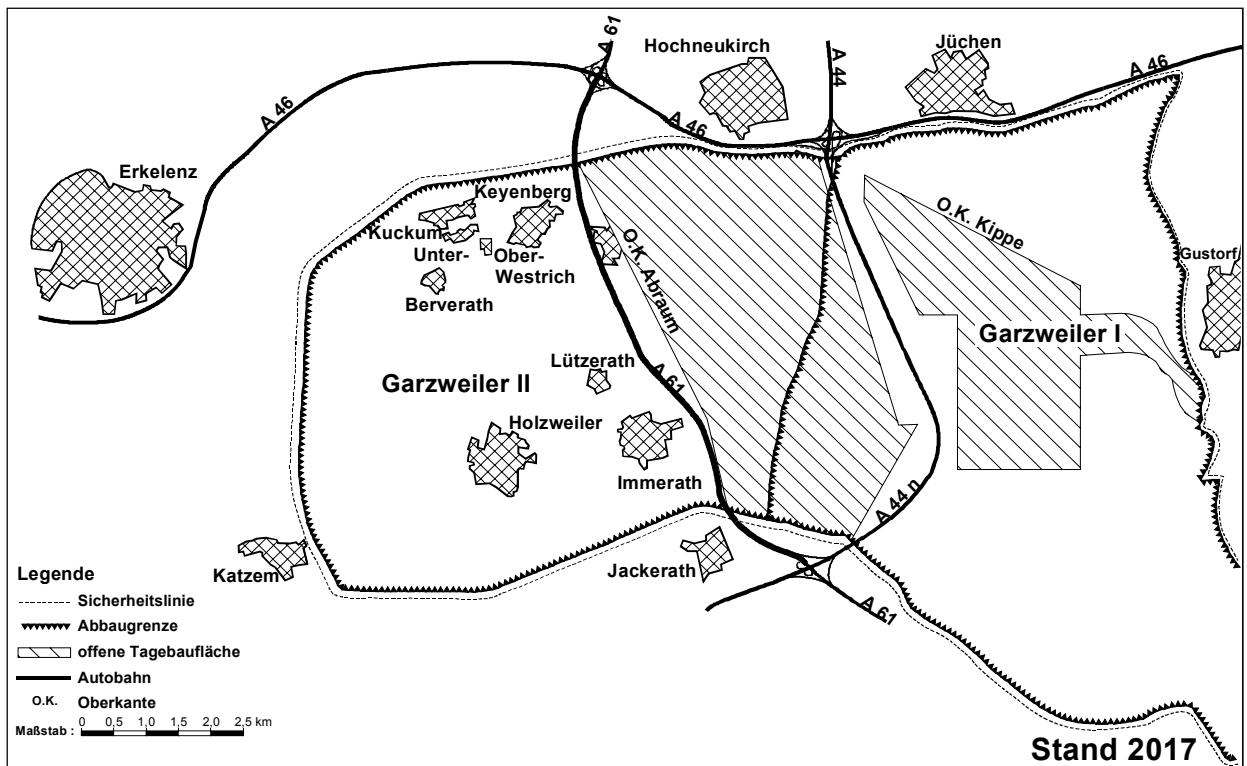 A 61
Hochneukirch
A 44
Jüchen
A 46
A 46
A 46
Erkelenz
Keyenberg
O.K. Kippe
Kuckum
Unter-
Ober-
Westrich
Berverath
O.K. Abraum
Gustorf
Garzweiler I
Lützerath
A 61
Garzweiler II
Holzweiler
Immerath
A 44 n
Jackerath
Katzem
A 61
Legende
Sicherheitslinie
Abbaugrenze
offene Tagebaufläche
Autobahn
O.K. Oberkante
Maßstab : 0 0,5 1,0 1,5 2,0 2,5 km
Stand 2017